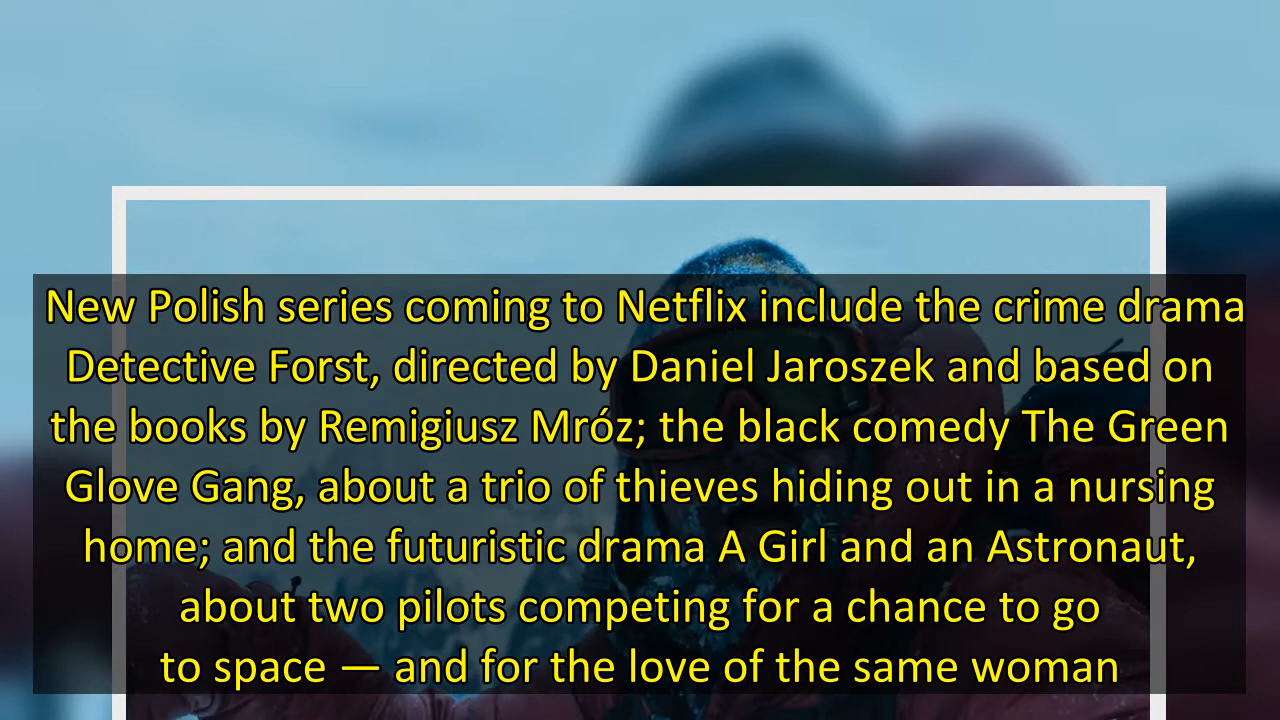 New Polish series coming to Netflix include the crime drama
Detective Forst, directed by Daniel Jaroszek and based on
the books by Remigiusz Mróz; the black comedy The Green
Glove Gang, about a trio of thieves hiding out in a nursing
home; and the futuristic drama A Girl and an Astronaut,
about two pilots competing for a chance to go
to space — and for the love of the same woman